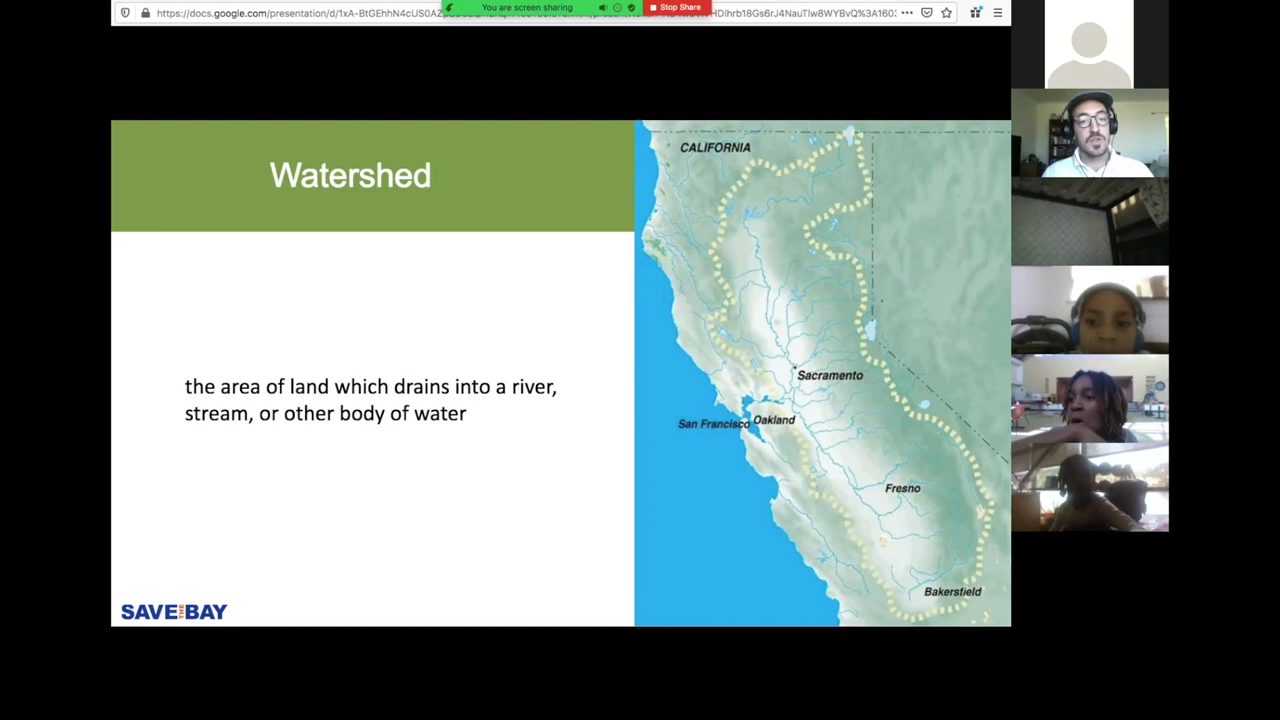 You are screen sharing
Stop Share
Watershed
the area of land which drains into a river,
stream, or other body of water
SAVE THE BAY
CALIFORNIA
Sacramento
San Francisco
Oakland
Fresno
Bakersfield